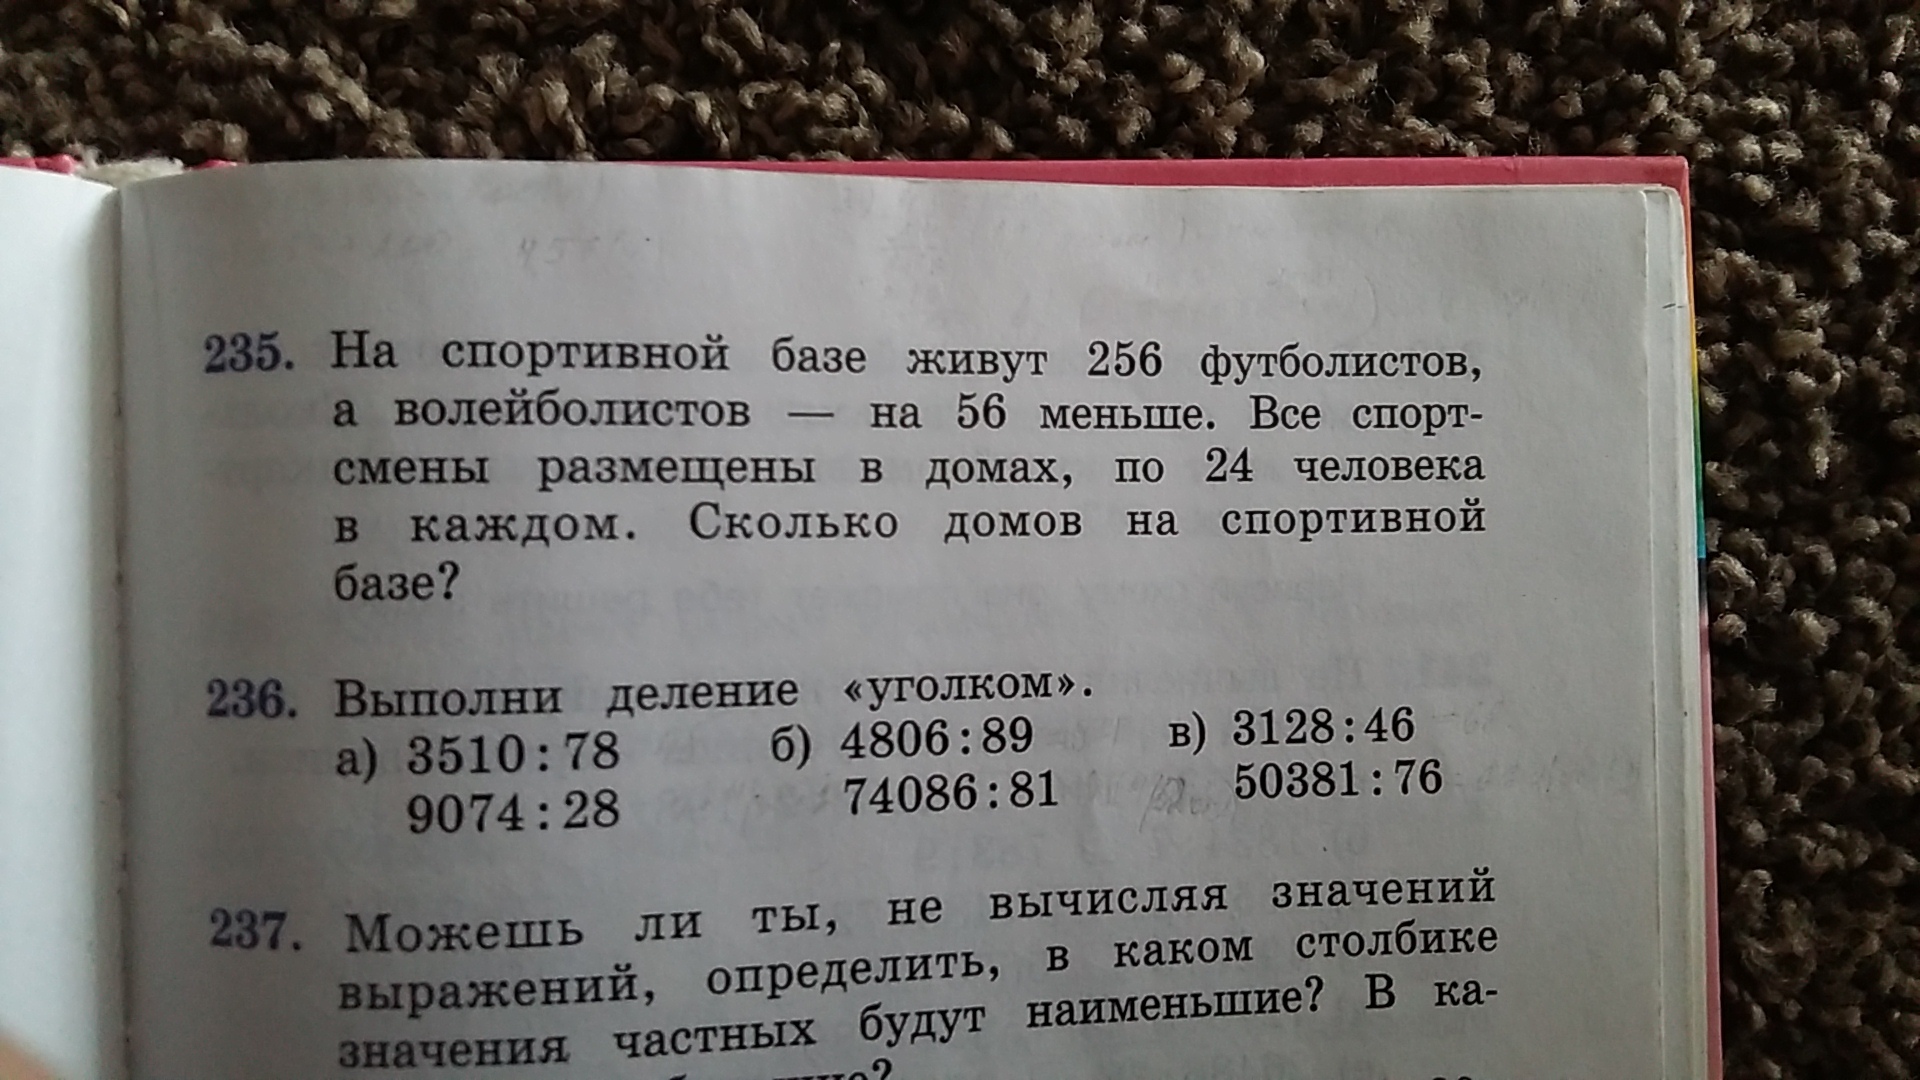 235. На спортивной базе живут 256 футболистов,
а волейболистов — на 56 меньше. Все спорт-
смены размещены в домах, по 24 человека
в каждом. Сколько домов на спортивной
базе?
236. Выполни деление «уголком».
а) 3510 : 78 б) 4806 : 89 в) 3128 : 46
9074 : 28 74086 : 81 50381 : 76
237. Можешь ли ты, не вычисляя значений
выражений, определить, в каком столбике
значения частных будут наименьшие? В ка-